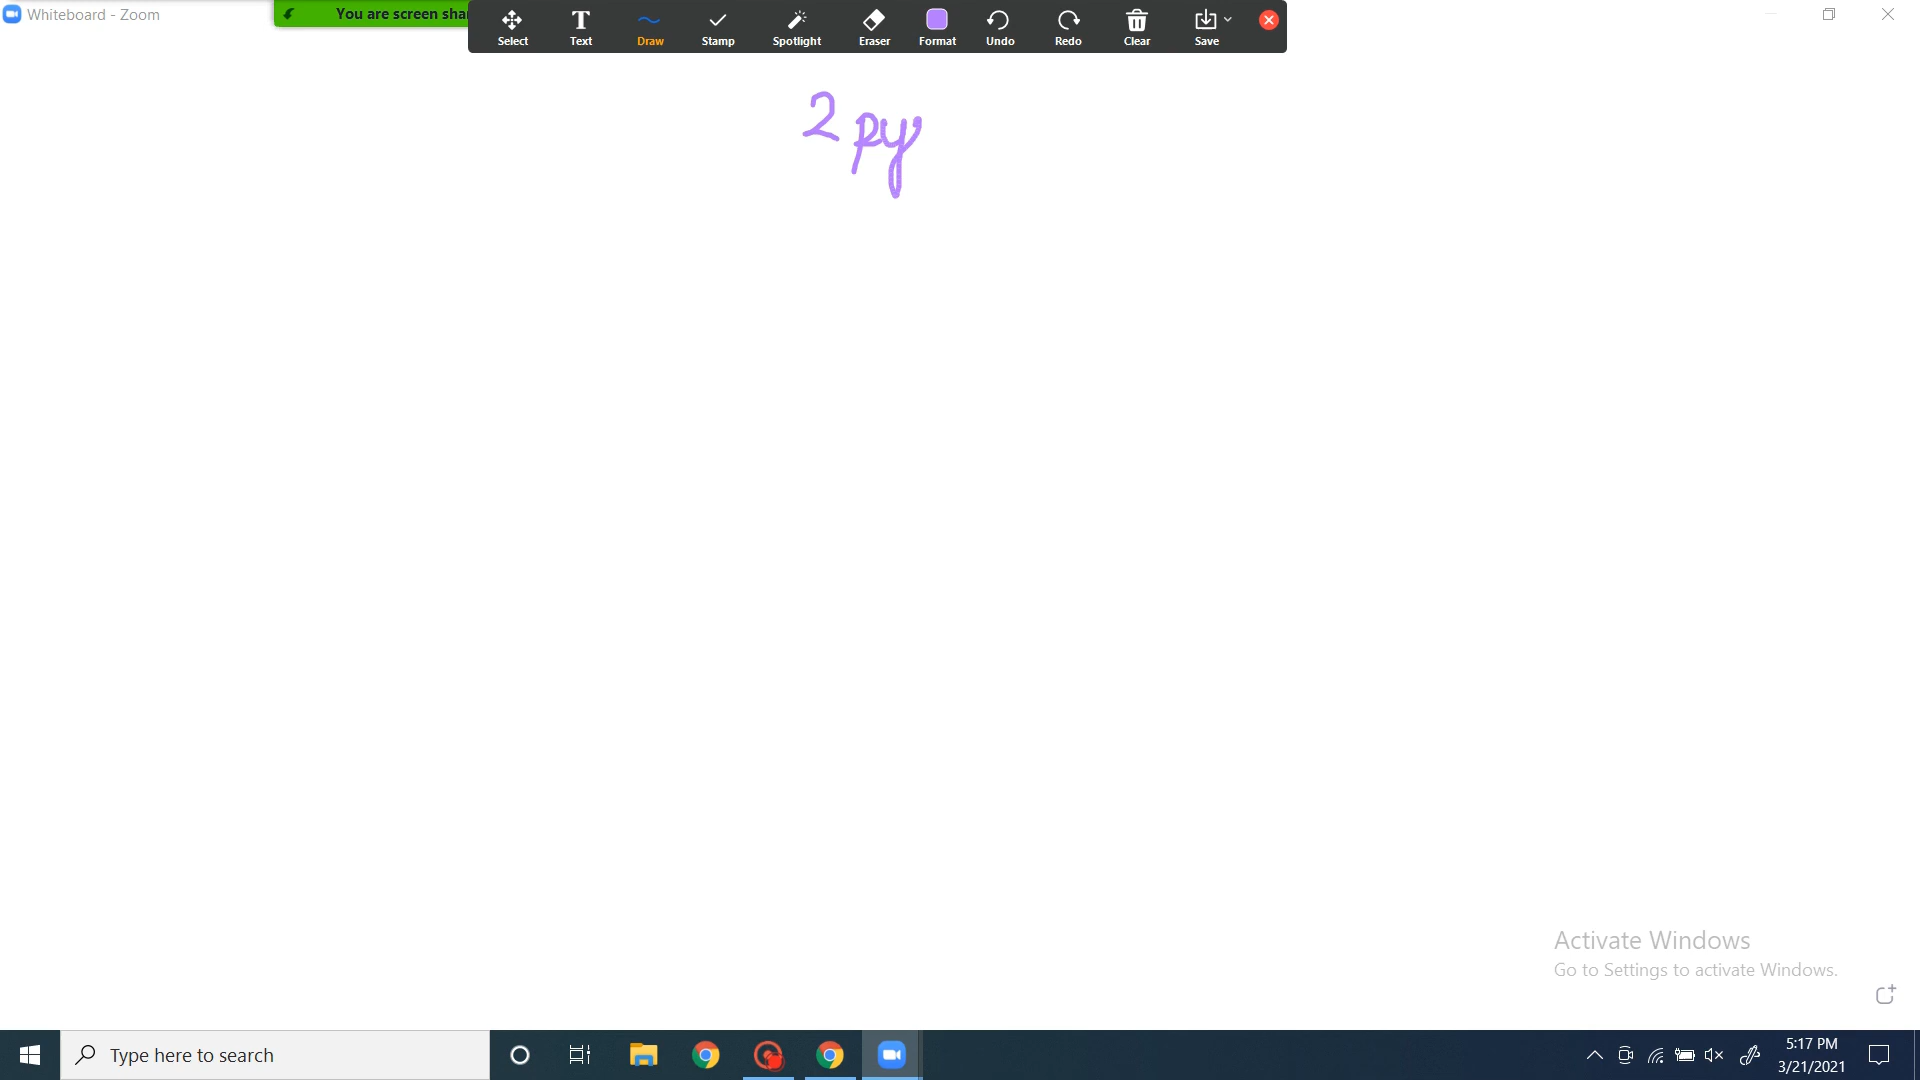 Whiteboard - Zoom
You are screen sha
Select Text Draw Stamp Spotlight Eraser Format Undo Redo Clear Save
2 py
Activate Windows
Go to Settings to activate Windows.
Type here to search
5:17 PM
3/21/2021